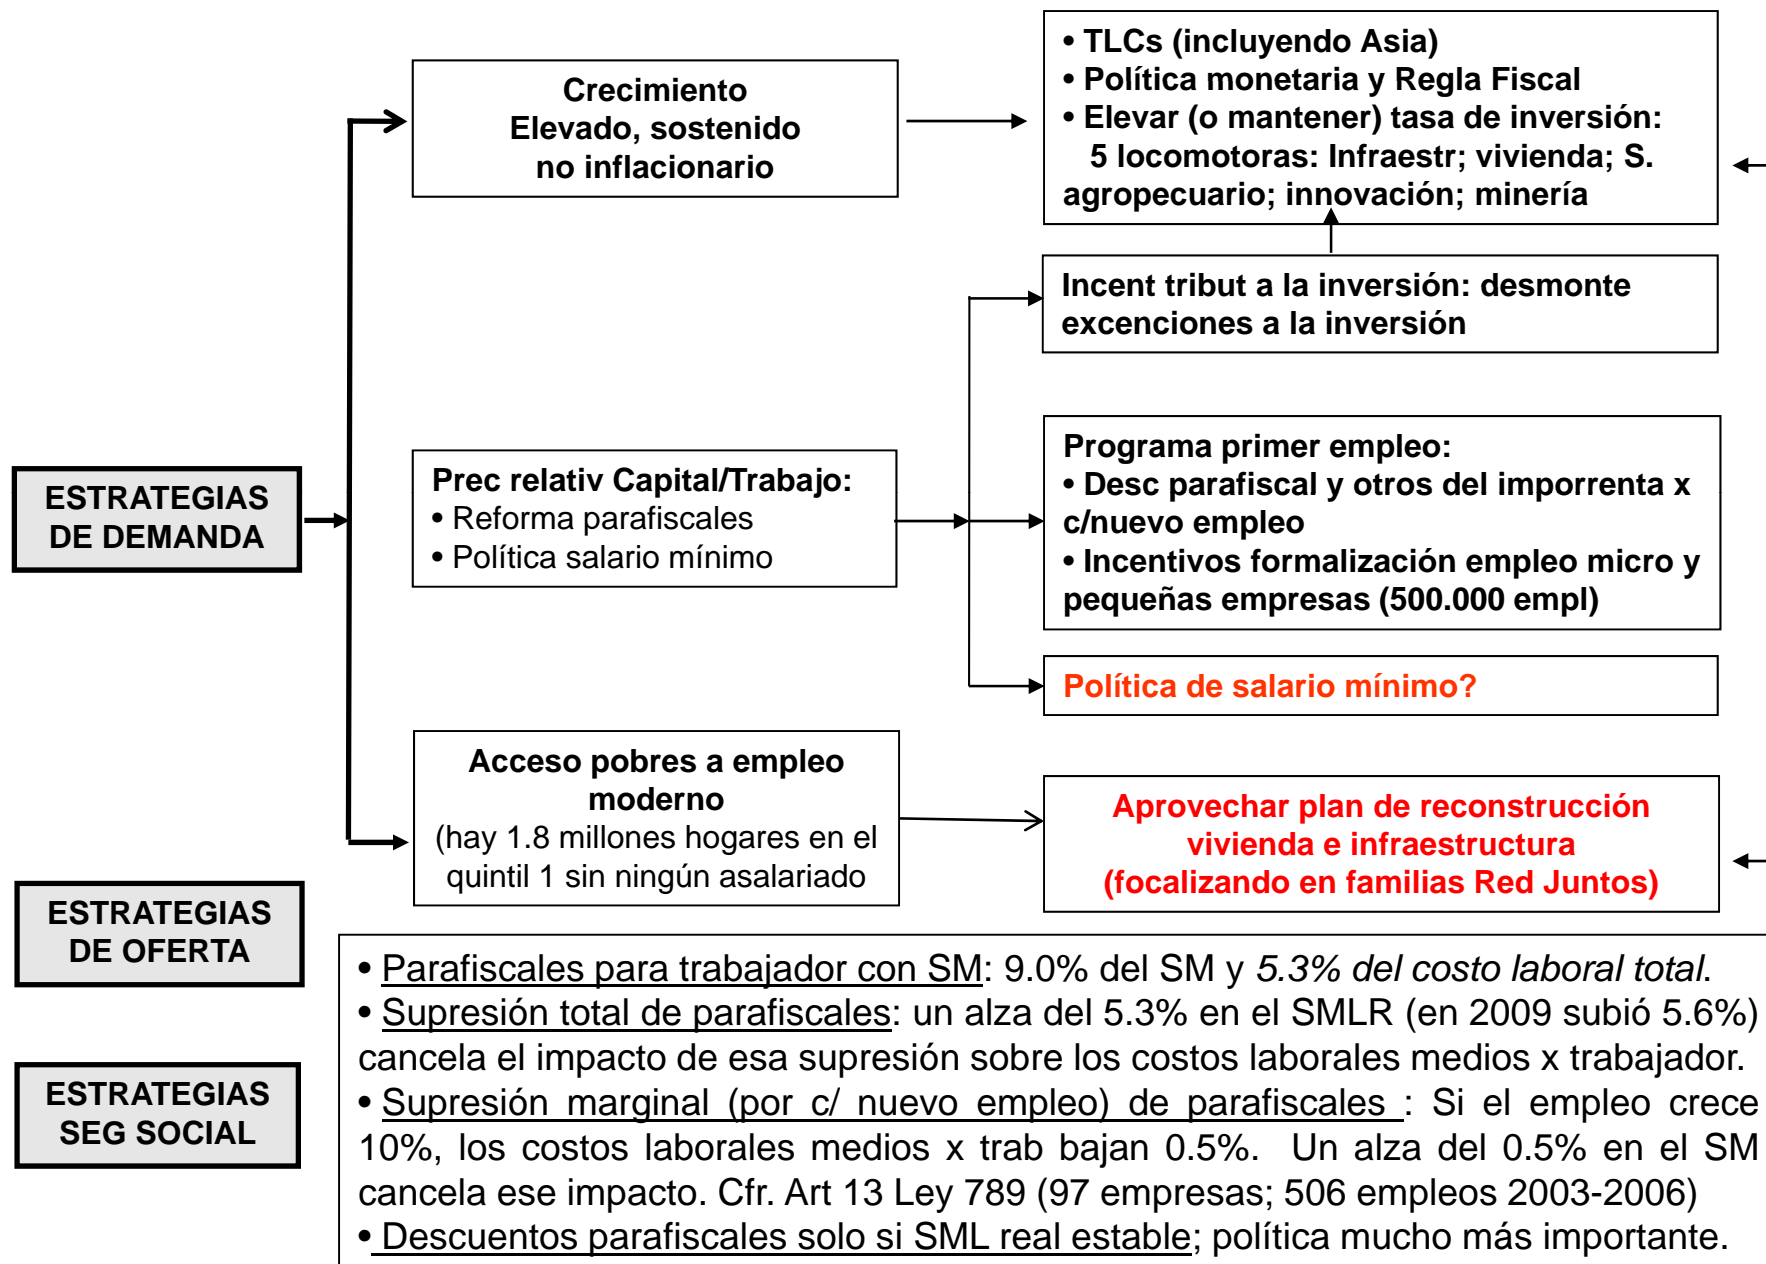 • TLCs (incluyendo Asia)
• Política monetaria y Regla Fiscal
• Elevar (o mantener) tasa de inversión:
5 locomotoras: Infraestr; vivienda; S.
agropecuario; innovación; minería
Crecimiento
Elevado, sostenido
no inflacionario
Incent tribut a la inversión: desmonte
excenciones a la inversión
Programa primer empleo:
• Desc parafiscal y otros del imporrenta x
c/nuevo empleo
• Incentivos formalización empleo micro y
pequeñas empresas (500.000 empl)
Prec relativ Capital/Trabajo:
• Reforma parafiscales
• Política salario mínimo
ESTRATEGIAS
DE DEMANDA
Política de salario mínimo?
Acceso pobres a empleo
moderno
(hay 1.8 millones hogares en el
quintil 1 sin ningún asalariado
Aprovechar plan de reconstrucción
vivienda e infraestructura
(focalizando en familias Red Juntos)
ESTRATEGIAS
DE OFERTA
ESTRATEGIAS
SEG SOCIAL
• Parafiscales para trabajador con SM: 9.0% del SM y 5.3% del costo laboral total.
• Supresión total de parafiscales: un alza del 5.3% en el SMLR (en 2009 subió 5.6%)
cancela el impacto de esa supresión sobre los costos laborales medios x trabajador.
• Supresión marginal (por c/ nuevo empleo) de parafiscales : Si el empleo crece
10%, los costos laborales medios x trab bajan 0.5%. Un alza del 0.5% en el SM
cancela ese impacto. Cfr. Art 13 Ley 789 (97 empresas; 506 empleos 2003-2006)
• Descuentos parafiscales solo si SML real estable; política mucho más importante.